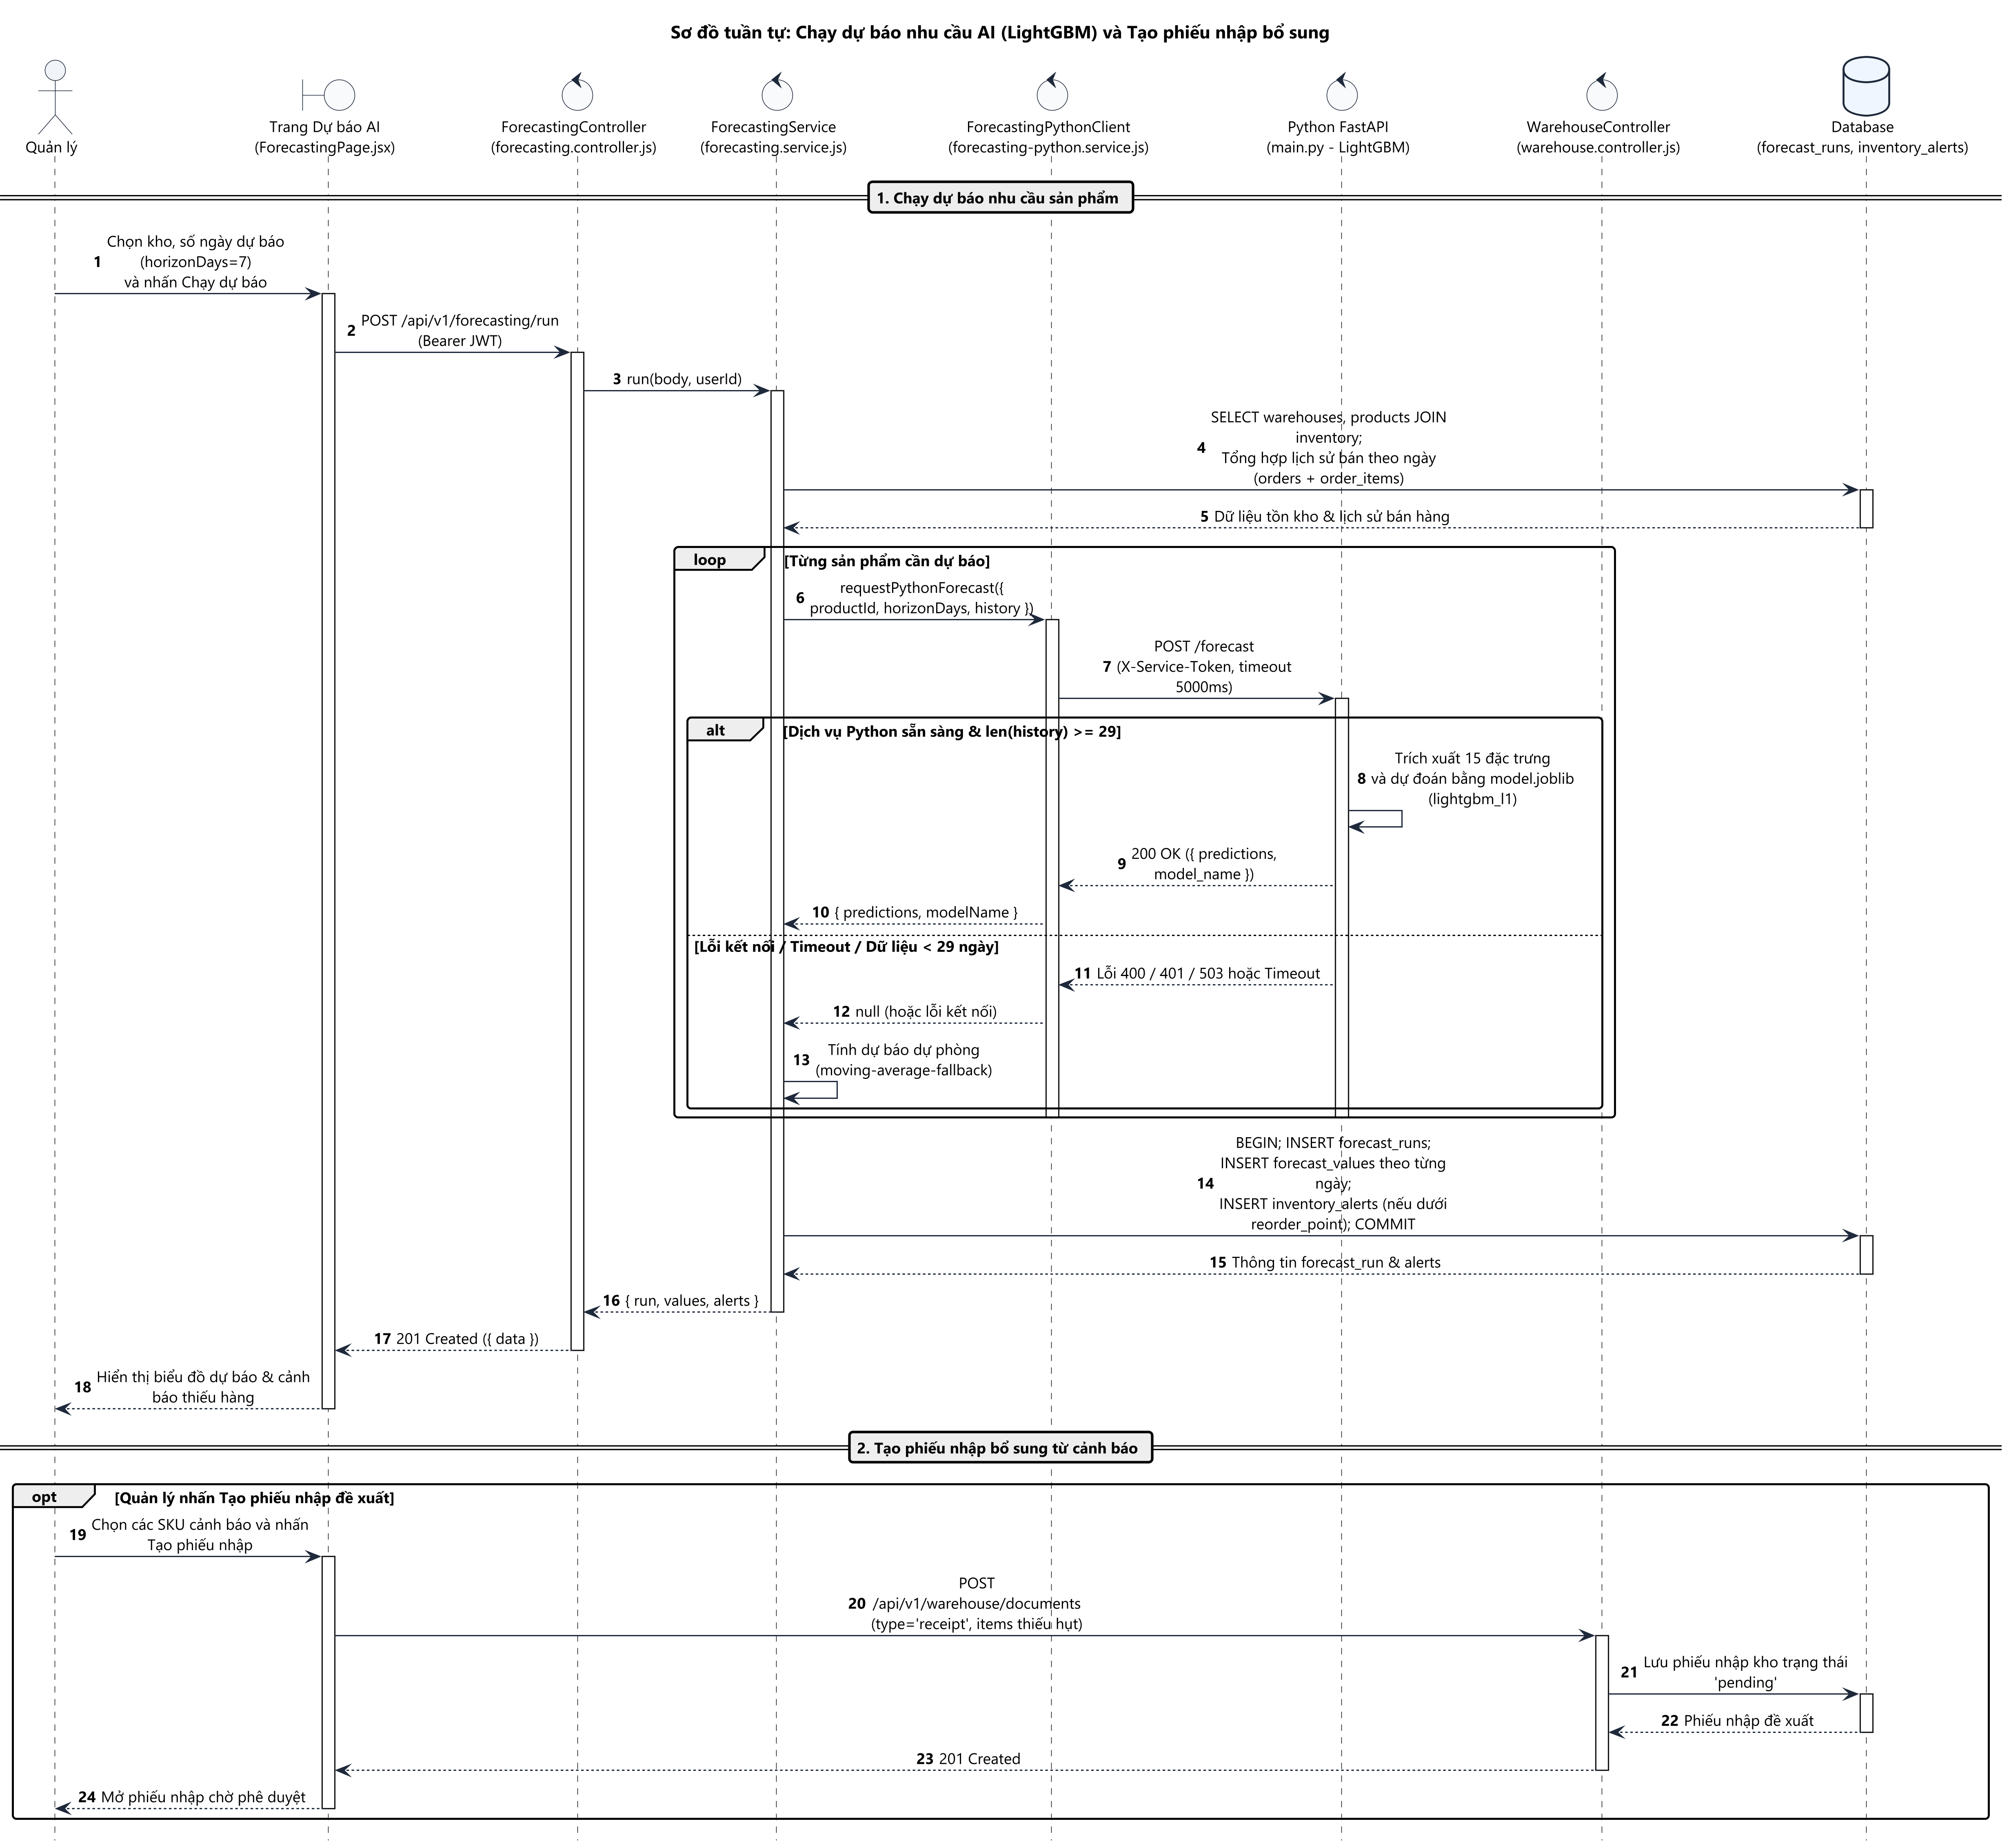 Sơ đồ tuần tự: Chạy dự báo nhu cầu AI (LightGBM) và Tạo phiếu nhập bổ sung
Quản lý
Trang Dự báo AI
(ForecastingPage.jsx)
ForecastingController
(forecasting.controller.js)
ForecastingService
(forecasting.service.js)
ForecastingPythonClient
(forecasting-python.service.js)
Python FastAPI
(main.py - LightGBM)
WarehouseController
(warehouse.controller.js)
Database
(forecast_runs, inventory_alerts)
1. Chạy dự báo nhu cầu sản phẩm
Chọn kho, số ngày dự báo
1 (horizonDays=7)
và nhấn Chạy dự báo
2 POST /api/v1/forecasting/run
(Bearer JWT)
3 run(body, userId)
SELECT warehouses, products JOIN
inventory;
4 Tổng hợp lịch sử bán theo ngày
(orders + order_items)
5 Dữ liệu tồn kho & lịch sử bán hàng
loop [Từng sản phẩm cần dự báo]
6 requestPythonForecast({
productId, horizonDays, history })
POST /forecast
7 (X-Service-Token, timeout
5000ms)
alt [Dịch vụ Python sẵn sàng & len(history) >= 29]
Trích xuất 15 đặc trưng
8 và dự đoán bằng model.joblib
(lightgbm_l1)
9 200 OK ({ predictions,
model_name })
10 { predictions, modelName }
[Lỗi kết nối / Timeout / Dữ liệu < 29 ngày]
11 Lỗi 400 / 401 / 503 hoặc Timeout
12 null (hoặc lỗi kết nối)
13 Tính dự báo dự phòng
(moving-average-fallback)
BEGIN; INSERT forecast_runs;
INSERT forecast_values theo từng
14 ngày;
INSERT inventory_alerts (nếu dưới
reorder_point); COMMIT
15 Thông tin forecast_run & alerts
16 { run, values, alerts }
17 201 Created ({ data })
18 Hiển thị biểu đồ dự báo & cảnh
báo thiếu hàng
2. Tạo phiếu nhập bổ sung từ cảnh báo
opt [Quản lý nhấn Tạo phiếu nhập đề xuất]
19 Chọn các SKU cảnh báo và nhấn
Tạo phiếu nhập
POST
20 /api/v1/warehouse/documents
(type='receipt', items thiếu hụt)
21 Lưu phiếu nhập kho trạng thái
'pending'
22 Phiếu nhập đề xuất
23 201 Created
24 Mở phiếu nhập chờ phê duyệt